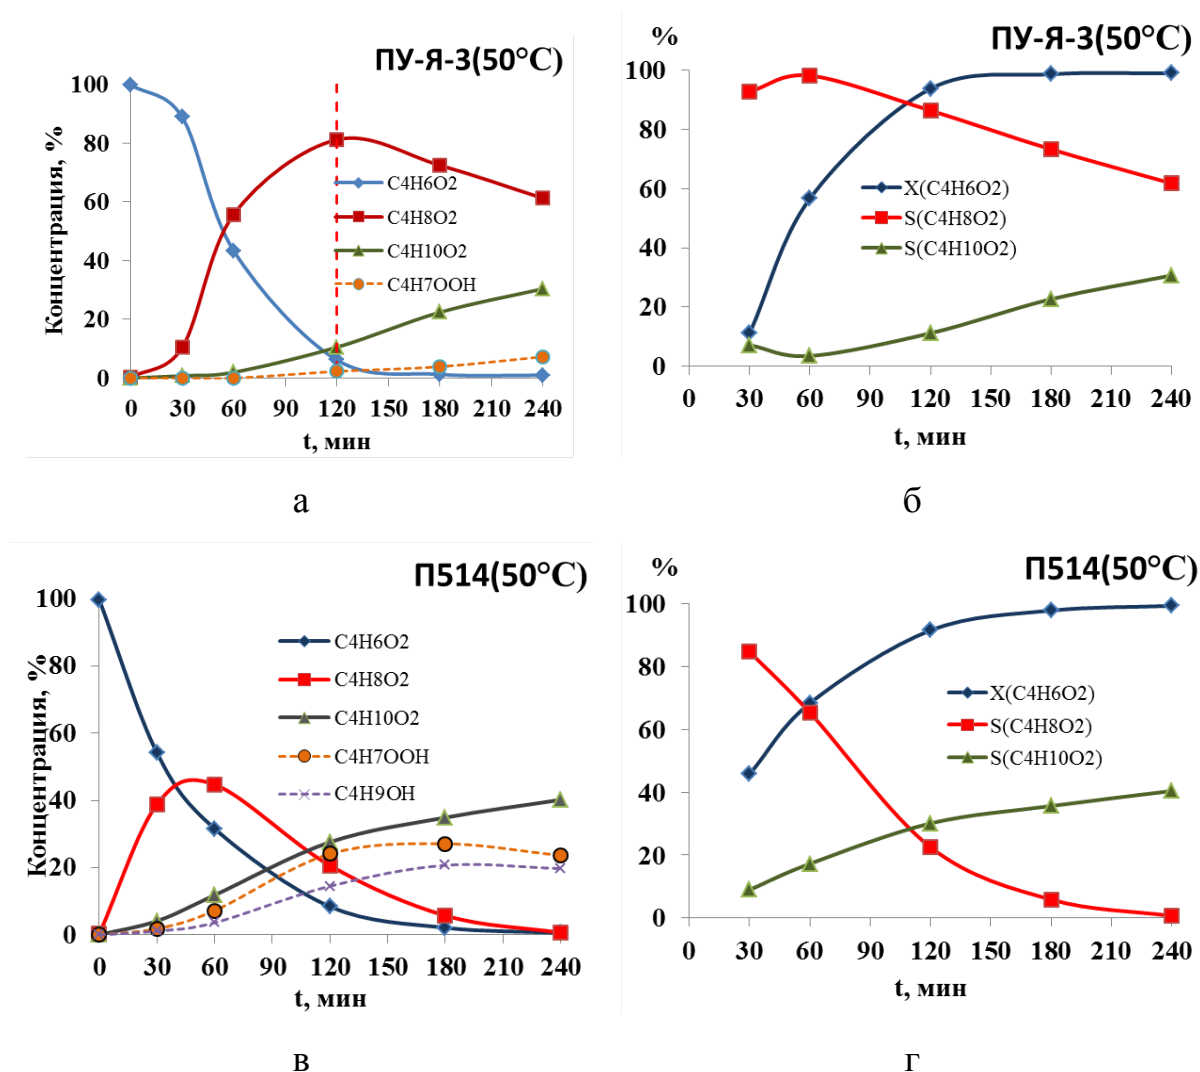 ПУ-Я-3(50°C)
Концентрация, %
100
80
60
40
20
0
C4H6O2
C4H8O2
C4H10O2
C4H7OOH
0 30 60 90 120 150 180 210 240
t, мин
а
%
ПУ-Я-3(50°C)
100
80
60
40
20
0
X(C4H6O2)
S(C4H8O2)
S(C4H10O2)
0 30 60 90 120 150 180 210 240
t, мин
б
П514(50°C)
Концентрация, %
100
80
60
40
20
0
C4H6O2
C4H8O2
C4H10O2
C4H7OOH
C4H9OH
0 30 60 90 120 150 180 210 240
t, мин
в
%
П514(50°C)
100
80
60
40
20
0
X(C4H6O2)
S(C4H8O2)
S(C4H10O2)
0 30 60 90 120 150 180 210 240
t, мин
г